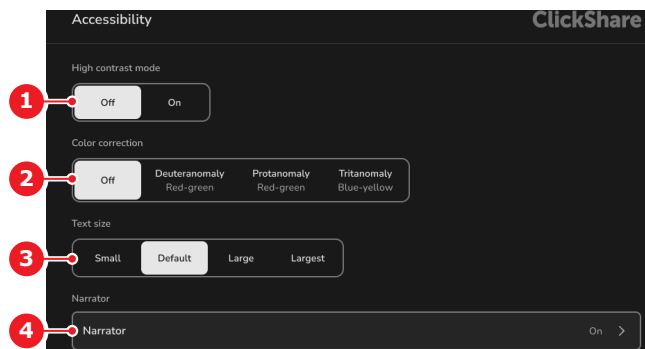 Accessibility ClickShare
High contrast mode
1 Off On
Color correction
2 Off Deuteranomaly Red-green Protanomaly Red-green Tritanomaly Blue-yellow
Text size
3 Small Default Large Largest
Narrator
4 Narrator On